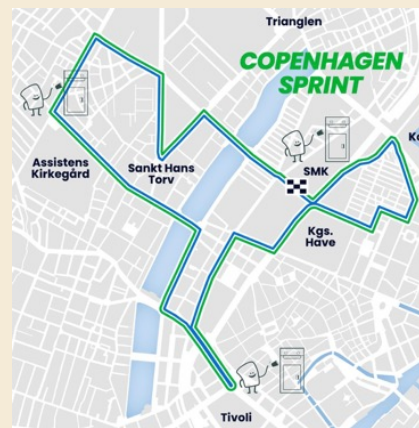 Trianglen
COPENHAGEN
SPRINT
Assistens
Kirkegård
Sankt Hans
Torv
SMK
Kgs.
Have
Tivoli